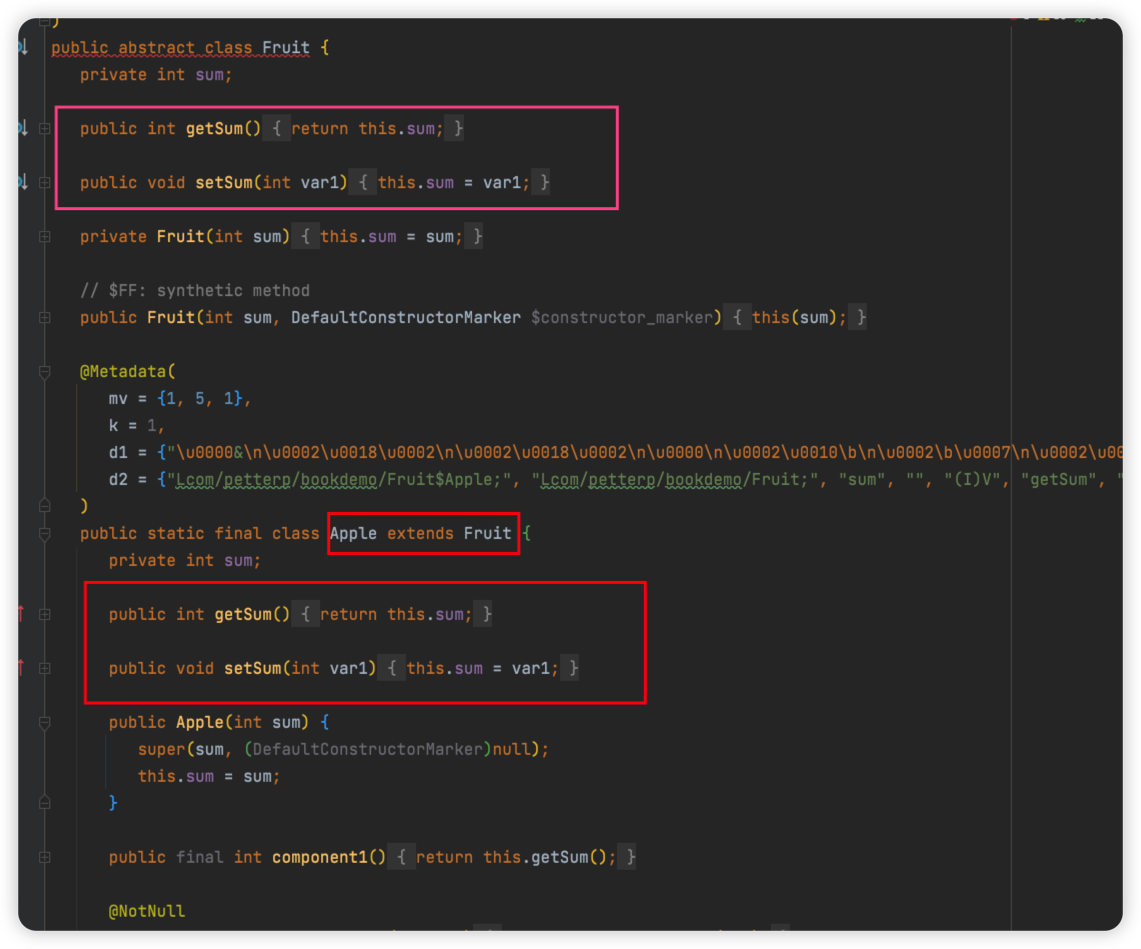 )
public abstract class Fruit {
private int sum;
public int getSum() { return this.sum; }
public void setSum(int var1) { this.sum = var1; }
private Fruit(int sum) { this.sum = sum; }
// $FF: synthetic method
public Fruit(int sum, DefaultConstructorMarker $constructor_marker) { this(sum); }
@Metadata(
mv = {1, 5, 1},
k = 1,
d1 = {"\u0000&\n\u0002\u0018\u0002\n\u0002\u0018\u0002\n\u0000\n\u0002\u0010\b\n\u0002\b\u0007\n\u0002\u00
d2 = {"Lcom/petterp/bookdemo/Fruit$Apple;", "Lcom/petterp/bookdemo/Fruit;", "sum", "", "(I)V", "getSum", "
)
public static final class Apple extends Fruit {
private int sum;
public int getSum() { return this.sum; }
public void setSum(int var1) { this.sum = var1; }
public Apple(int sum) {
super(sum, (DefaultConstructorMarker)null);
this.sum = sum;
}
public final int component1() { return this.getSum(); }
@NotNull